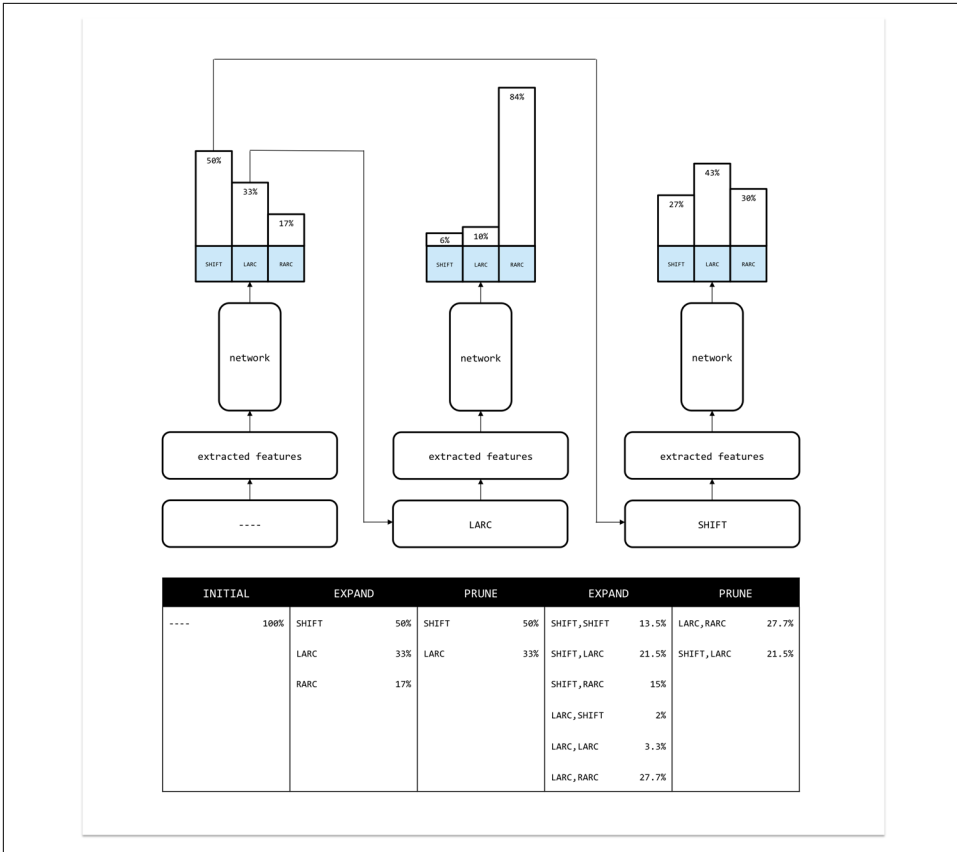 84%
50%
43%
33%
30%
27%
17%
10%
6%
SHIFT LARC RARC
SHIFT LARC RARC
SHIFT LARC RARC
network
network
network
extracted features
extracted features
extracted features
----
LARC
SHIFT
INITIAL EXPAND PRUNE EXPAND PRUNE
---- 100% SHIFT 50% SHIFT 50% SHIFT,SHIFT 13.5% LARC,RARC 27.7%
LARC 33% LARC 33% SHIFT,LARC 21.5% SHIFT,LARC 21.5%
RARC 17% SHIFT,RARC 15%
LARC,SHIFT 2%
LARC,LARC 3.3%
LARC,RARC 27.7%